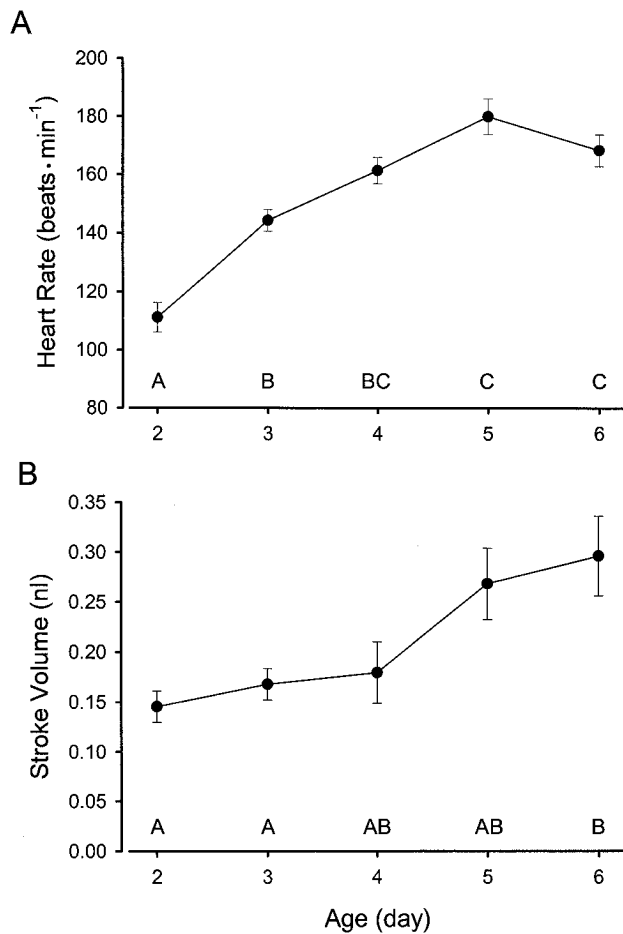 A
Heart Rate (beats·min⁻¹)
200
180
160
140
120
100
80
A B BC C C
2 3 4 5 6
B
Stroke Volume (nl)
0.35
0.30
0.25
0.20
0.15
0.10
0.05
0.00
A A AB AB B
2 3 4 5 6
Age (day)